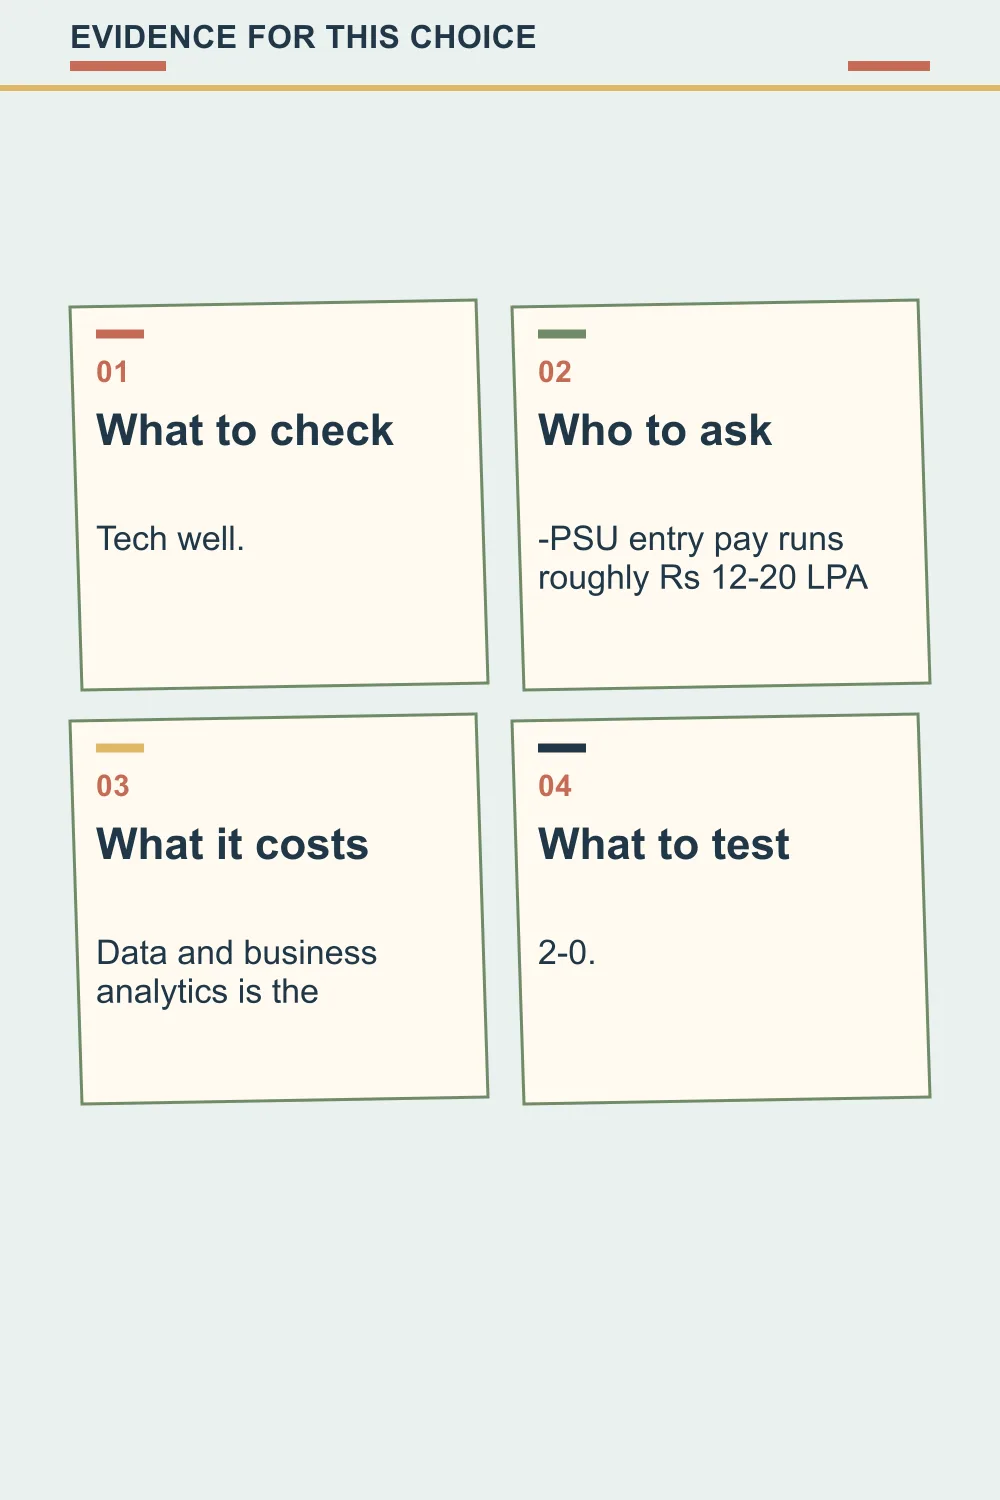 EVIDENCE FOR THIS CHOICE
01
What to check
Tech well.
02
Who to ask
-PSU entry pay runs
roughly Rs 12-20 LPA
03
What it costs
Data and business
analytics is the
04
What to test
2-0.